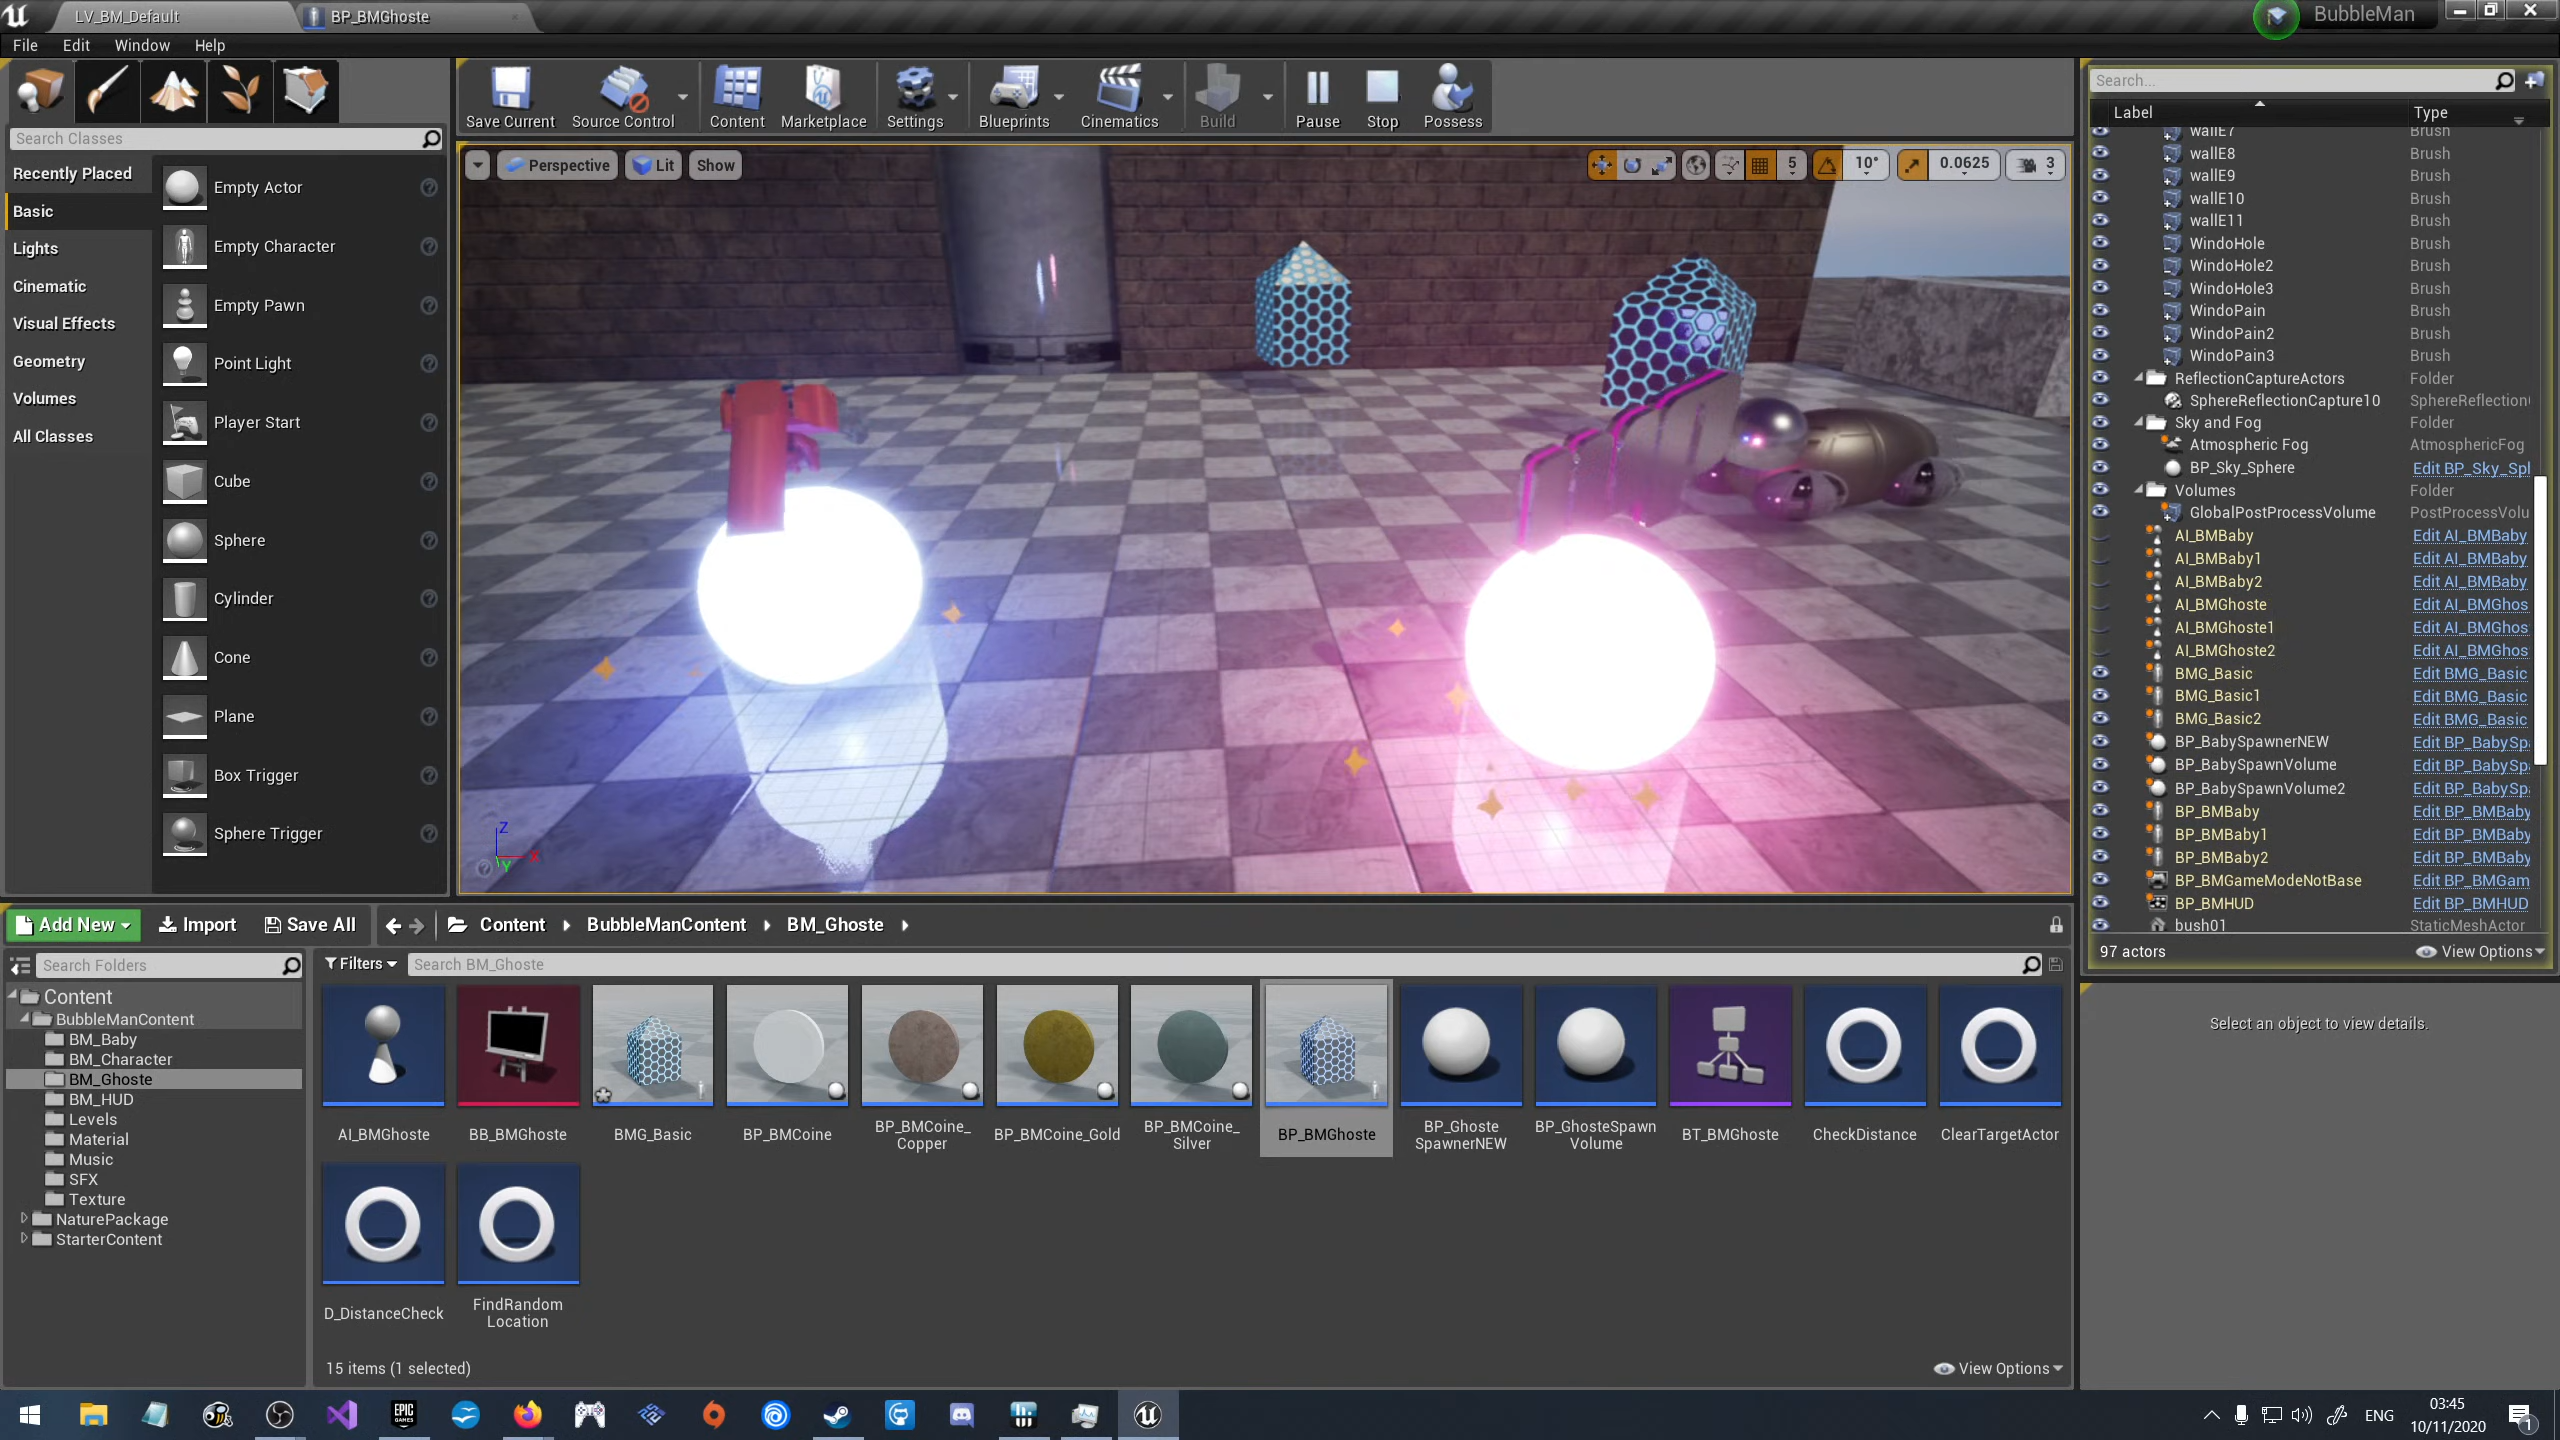 LV_BM_Default
BP_BMGhoste
BubbleMan
File
Edit
Window
Help
Search Classes
Recently Placed
Basic
Lights
Cinematic
Visual Effects
Geometry
Volumes
All Classes
Empty Actor
Empty Character
Empty Pawn
Point Light
Player Start
Cube
Sphere
Cylinder
Cone
Plane
Box Trigger
Sphere Trigger
Save Current
Source Control
Content
Marketplace
Settings
Blueprints
Cinematics
Build
Pause
Stop
Possess
Perspective
Lit
Show
5
10°
0.0625
3
Z
X
Y
Search...
Label
Type
wallE7 Brush
wallE8 Brush
wallE9 Brush
wallE10 Brush
wallE11 Brush
WindoHole Brush
WindoHole2 Brush
WindoHole3 Brush
WindoPain Brush
WindoPain2 Brush
WindoPain3 Brush
ReflectionCaptureActors Folder
SphereReflectionCapture10 SphereReflection
Sky and Fog Folder
Atmospheric Fog AtmosphericFog
BP_Sky_Sphere Edit BP_Sky_Spl
Volumes Folder
GlobalPostProcessVolume PostProcessVolu
AI_BMBaby Edit AI_BMBaby
AI_BMBaby1 Edit AI_BMBaby
AI_BMBaby2 Edit AI_BMBaby
AI_BMGhoste Edit AI_BMGhos
AI_BMGhoste1 Edit AI_BMGhos
AI_BMGhoste2 Edit AI_BMGhos
BMG_Basic Edit BMG_Basic
BMG_Basic1 Edit BMG_Basic
BMG_Basic2 Edit BMG_Basic
BP_BabySpawnerNEW Edit BP_BabySp
BP_BabySpawnVolume Edit BP_BabySp
BP_BabySpawnVolume2 Edit BP_BabySp
BP_BMBaby Edit BP_BMBaby
BP_BMBaby1 Edit BP_BMBaby
BP_BMBaby2 Edit BP_BMBaby
BP_BMGameModeNotBase Edit BP_BMGam
BP_BMHUD Edit BP_BMHUD
bush01 StaticMeshActor
97 actors
View Options
Select an object to view details.
Add New
Import
Save All
Content
BubbleManContent
BM_Ghoste
Search Folders
Filters
Search BM_Ghoste
Content
BubbleManContent
BM_Baby
BM_Character
BM_Ghoste
BM_HUD
Levels
Material
Music
SFX
Texture
NaturePackage
StarterContent
AI_BMGhoste
BB_BMGhoste
BMG_Basic
BP_BMCoine
BP_BMCoine_
Copper
BP_BMCoine_Gold
BP_BMCoine_
Silver
BP_BMGhoste
BP_Ghoste
SpawnerNEW
BP_GhosteSpawn
Volume
BT_BMGhoste
CheckDistance
ClearTargetActor
D_DistanceCheck
FindRandom
Location
15 items (1 selected)
View Options
EPIC
GAMES
ENG
03:45
10/11/2020
1